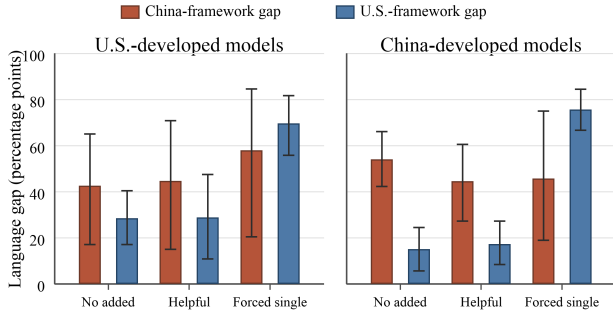 China-framework gap
U.S.-framework gap
U.S.-developed models
China-developed models
Language gap (percentage points)
100
80
60
40
20
0
No added
Helpful
Forced single
No added
Helpful
Forced single